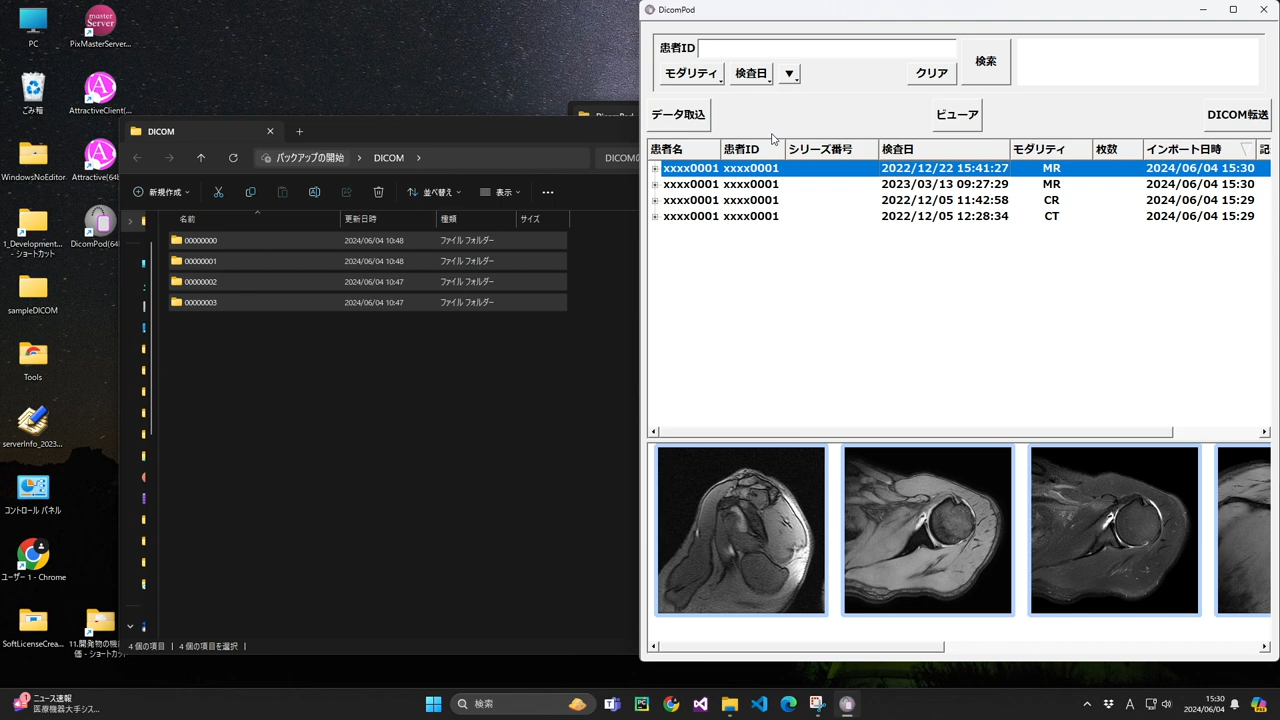 PC
master
Server
PixMasterServer...
ごみ箱
AttractiveClient(...
WindowsNoEditor
Attractive(64b
1_Development...
- ショートカット
DicomPod(64b
sampleDICOM
Tools
serverInfo_2023...
コントロール パネル
ユーザー 1 - Chrome
SoftLicenseCrea...
DICOM
バックアップの開始
DICOM
新規作成
並べ替え
表示
名前
更新日時
種類
サイズ
00000000 2024/06/04 10:48 ファイル フォルダー
00000001 2024/06/04 10:48 ファイル フォルダー
00000002 2024/06/04 10:47 ファイル フォルダー
00000003 2024/06/04 10:47 ファイル フォルダー
4 個の項目 | 4 個の項目を選択 |
DicomPod
患者ID
検索
モダリティ 検査日 ▼ クリア
データ取込 ビューア DICOM転送
患者名 患者ID シリーズ番号 検査日 モダリティ 枚数 インポート日時 記
xxxx0001 xxxx0001 2022/12/22 15:41:27 MR 2024/06/04 15:30
xxxx0001 xxxx0001 2023/03/13 09:27:29 MR 2024/06/04 15:30
xxxx0001 xxxx0001 2022/12/05 11:42:58 CR 2024/06/04 15:29
xxxx0001 xxxx0001 2022/12/05 12:28:34 CT 2024/06/04 15:29
1
ニュース速報
医療機器大手シス...
検索
A
15:30
2024/06/04